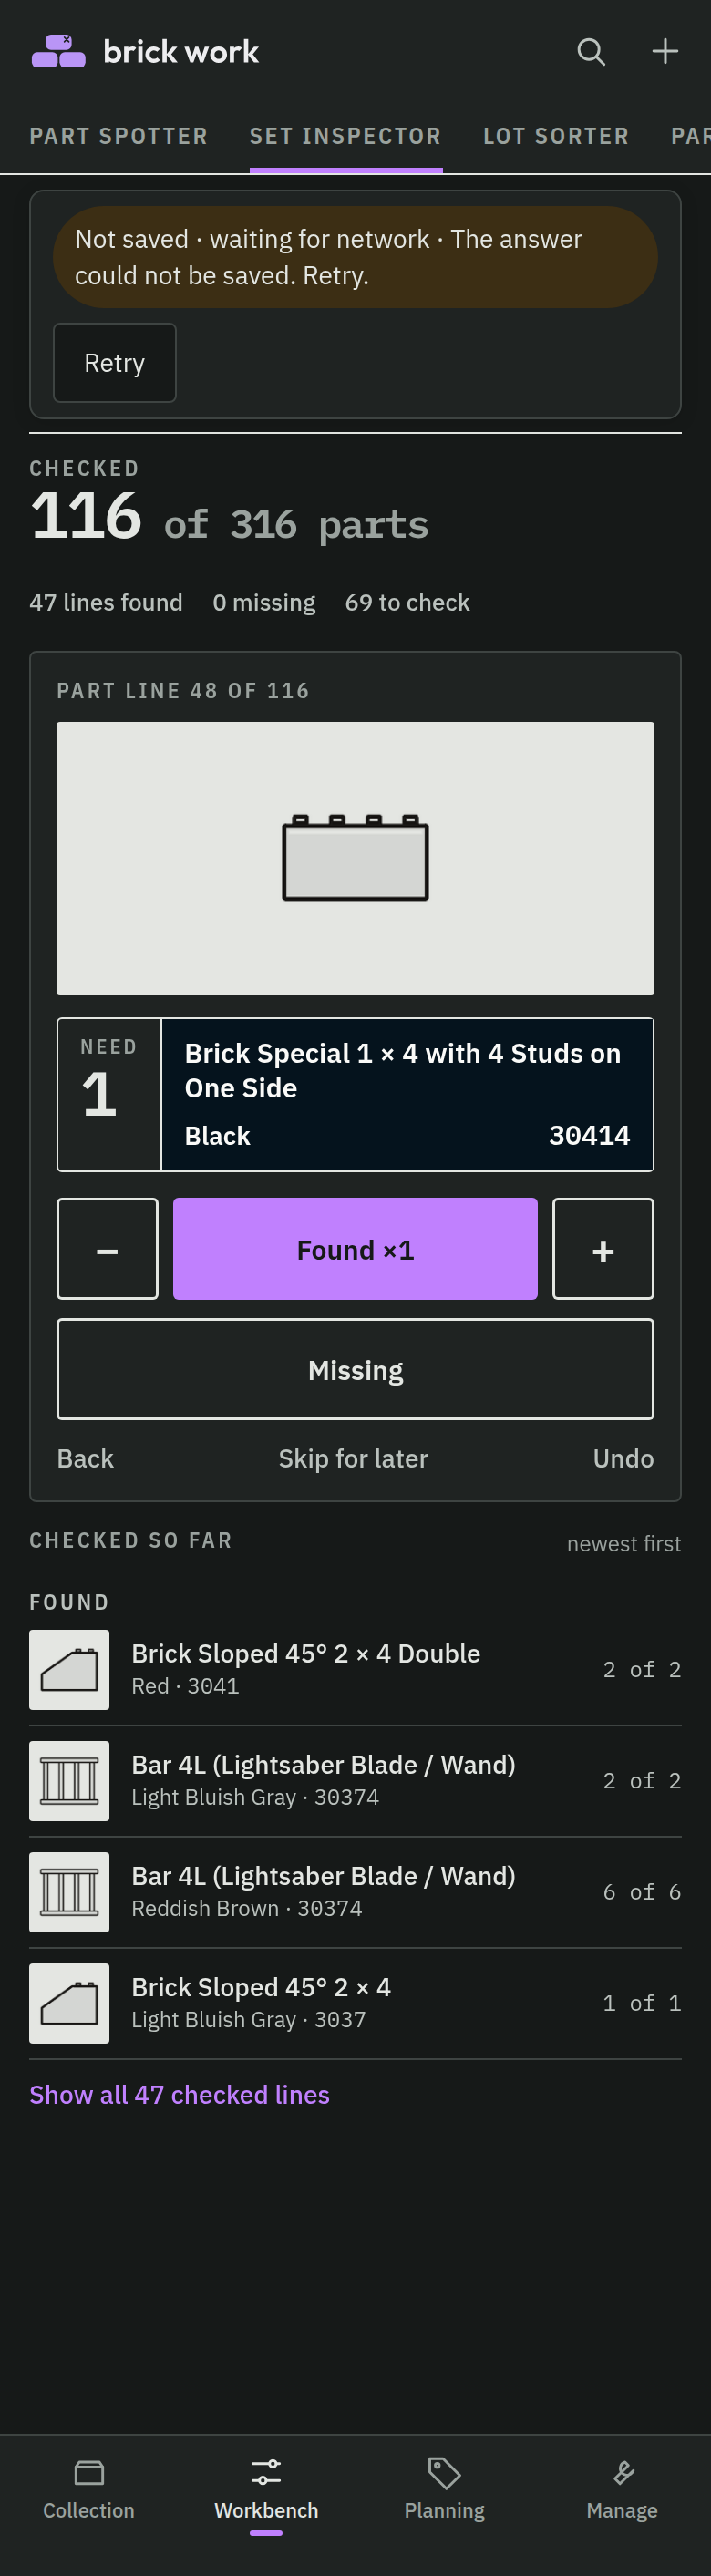 brick work
PART SPOTTER SET INSPECTOR LOT SORTER PAR
Not saved · waiting for network · The answer
could not be saved. Retry.
Retry
CHECKED
116 of 316 parts
47 lines found 0 missing 69 to check
PART LINE 48 OF 116
NEED
1
Brick Special 1 × 4 with 4 Studs on
One Side
Black 30414
− Found ×1 +
Missing
Back Skip for later Undo
CHECKED SO FAR newest first
FOUND
Brick Sloped 45° 2 × 4 Double
Red · 3041
2 of 2
Bar 4L (Lightsaber Blade / Wand)
Light Bluish Gray · 30374
2 of 2
Bar 4L (Lightsaber Blade / Wand)
Reddish Brown · 30374
6 of 6
Brick Sloped 45° 2 × 4
Light Bluish Gray · 3037
1 of 1
Show all 47 checked lines
Collection Workbench Planning Manage